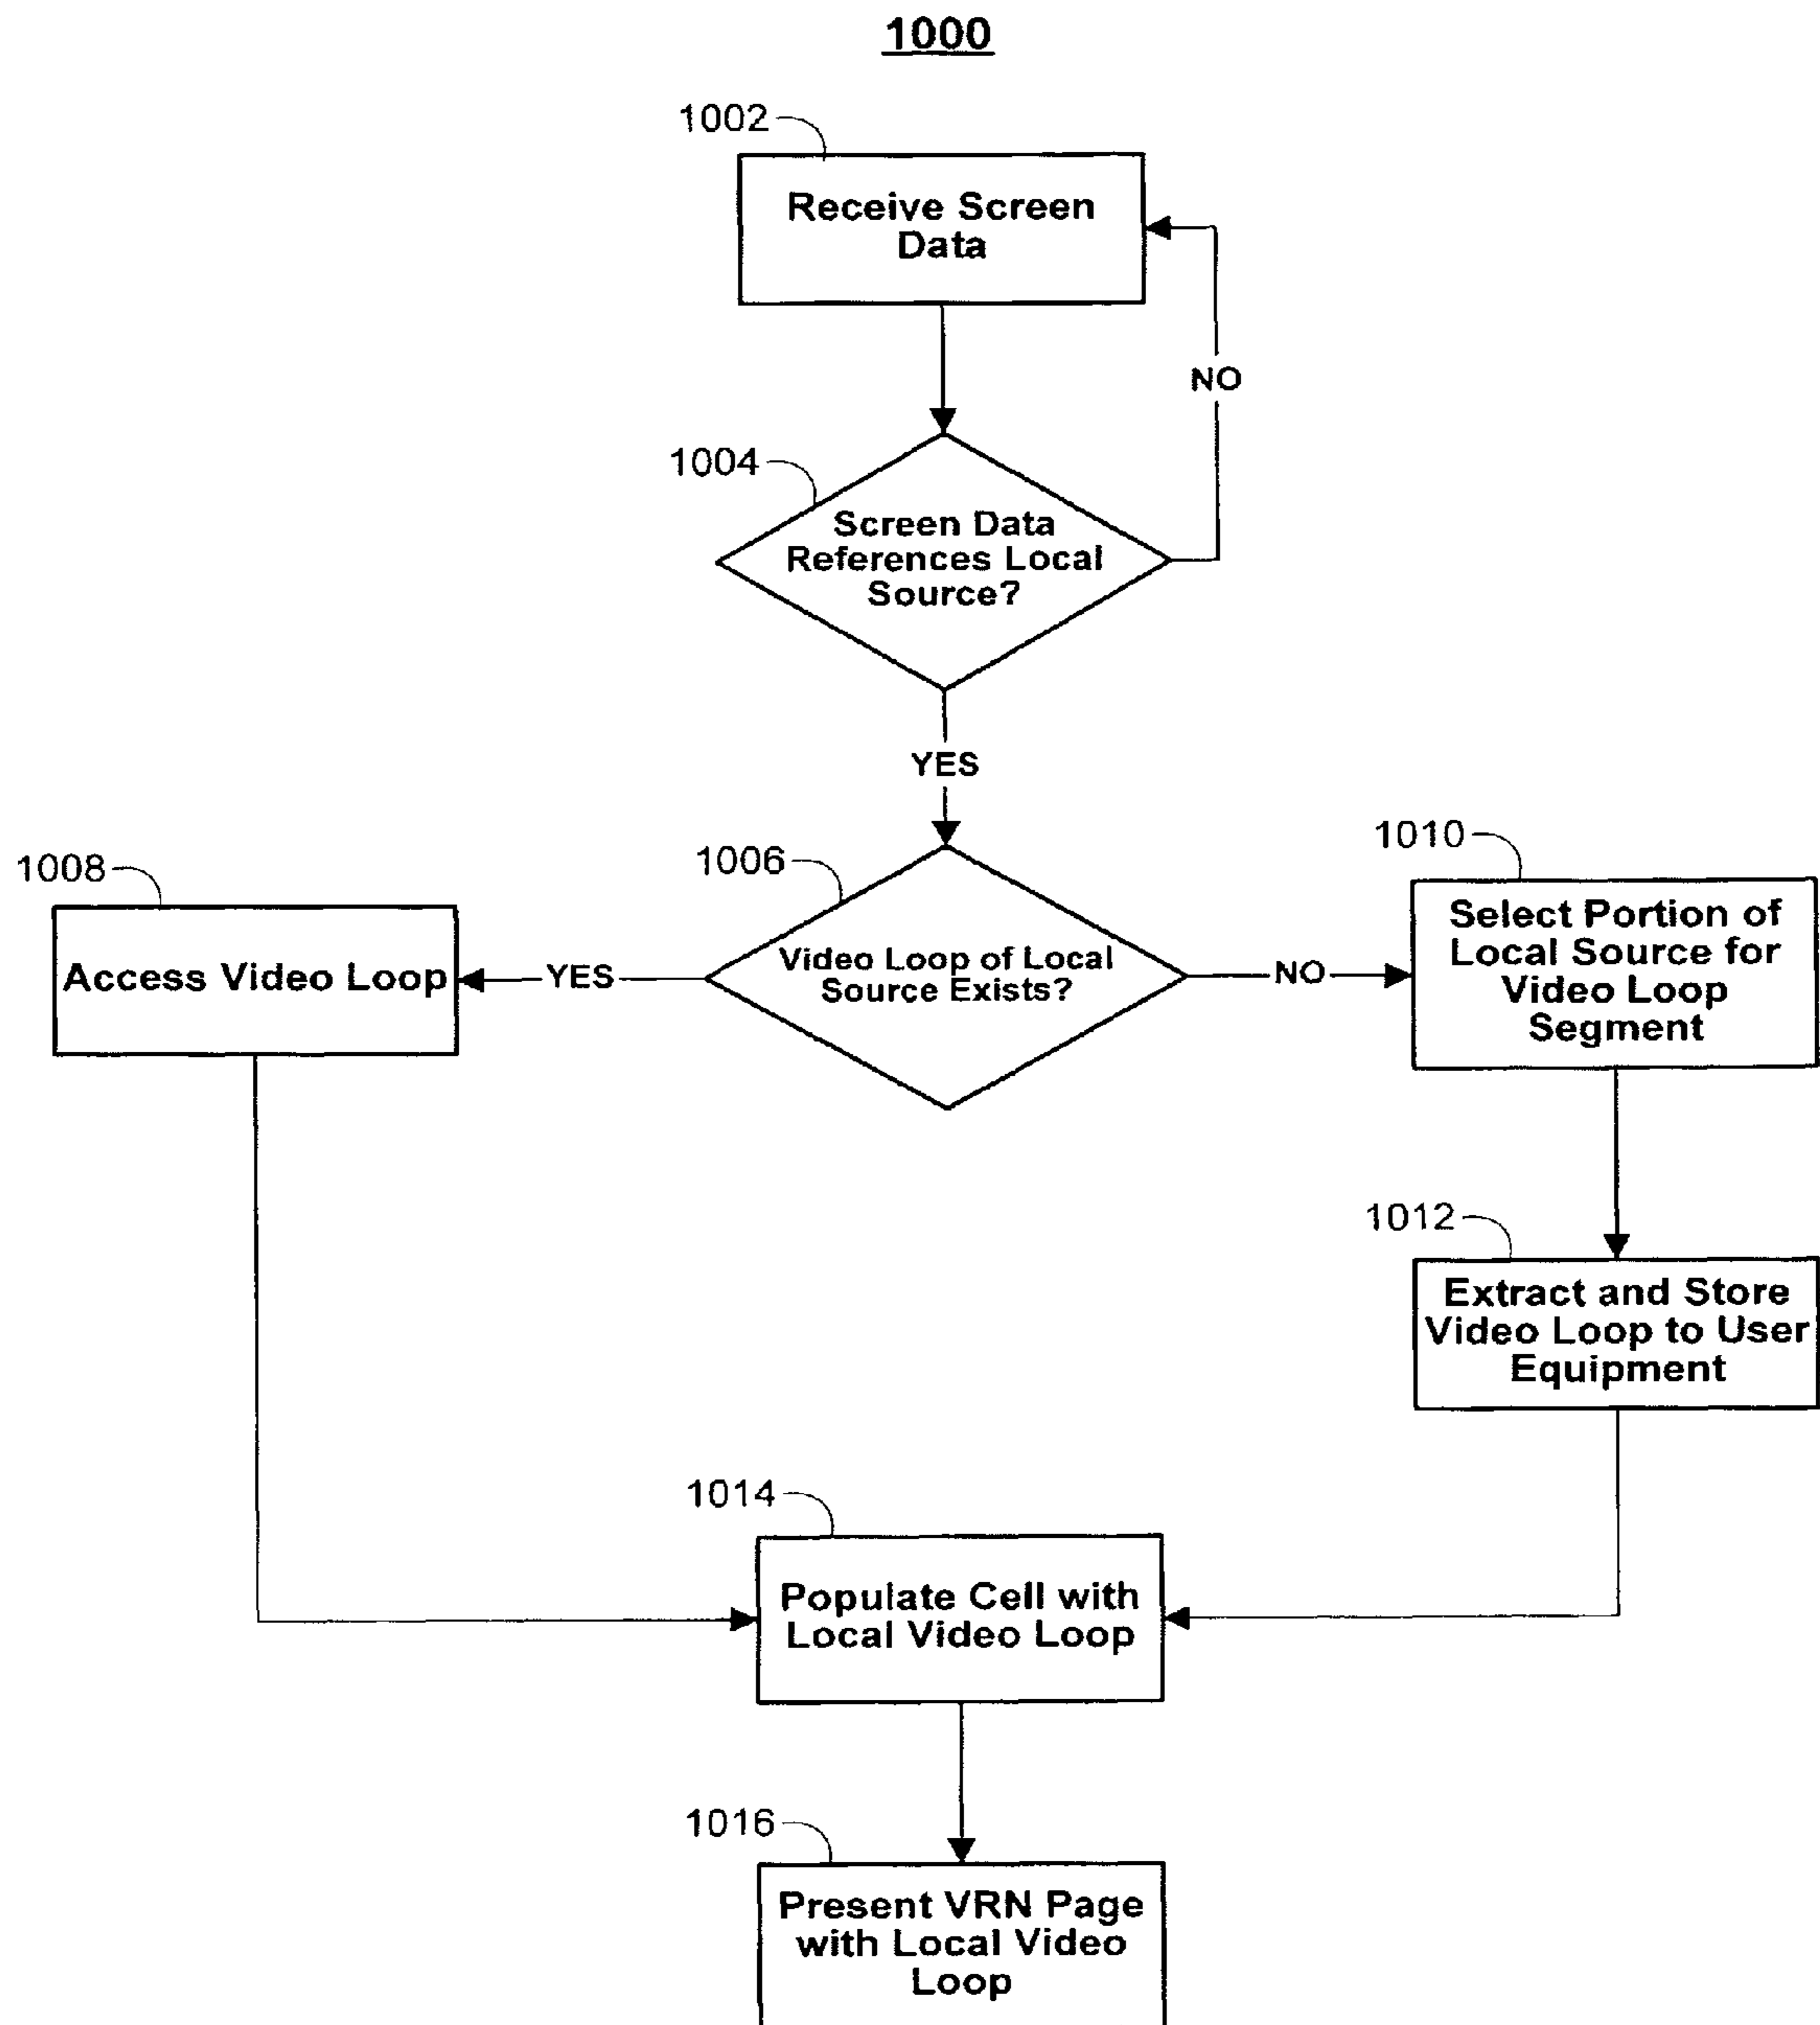 1000
1002
Receive Screen
Data
NO
1004
Screen Data
References Local
Source?
YES
1006
Video Loop of Local
Source Exists?
YES
NO
1008
Access Video Loop
1010
Select Portion of
Local Source for
Video Loop
Segment
1012
Extract and Store
Video Loop to User
Equipment
1014
Populate Cell with
Local Video Loop
1016
Present VRN Page
with Local Video
Loop